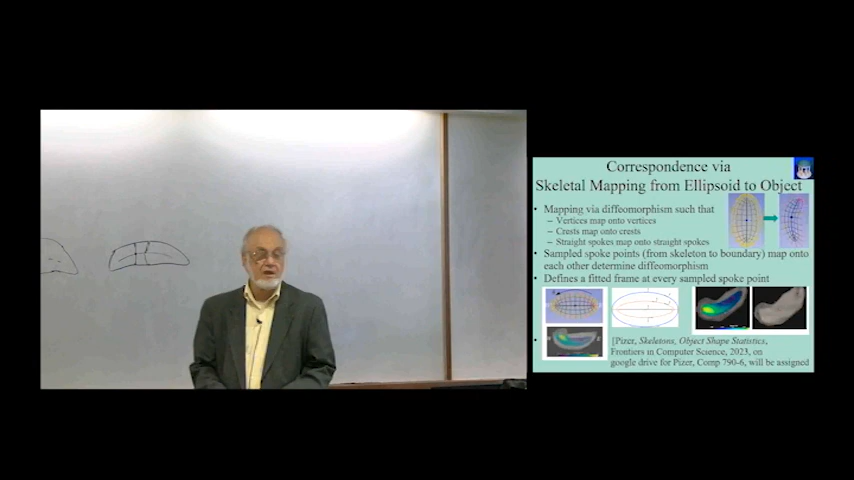 Correspondence via
Skeletal Mapping from Ellipsoid to Object
• Mapping via diffeomorphism such that
– Vertices map onto vertices
– Crests map onto crests
– Straight spokes map onto straight spokes
• Sampled spoke points (from skeleton to boundary) map onto
each other determine diffeomorphism
• Defines a fitted frame at every sampled spoke point
• [Pizer, Skeletons, Object Shape Statistics,
Frontiers in Computer Science, 2023, on
google drive for Pizer, Comp 790-6, will be assigned